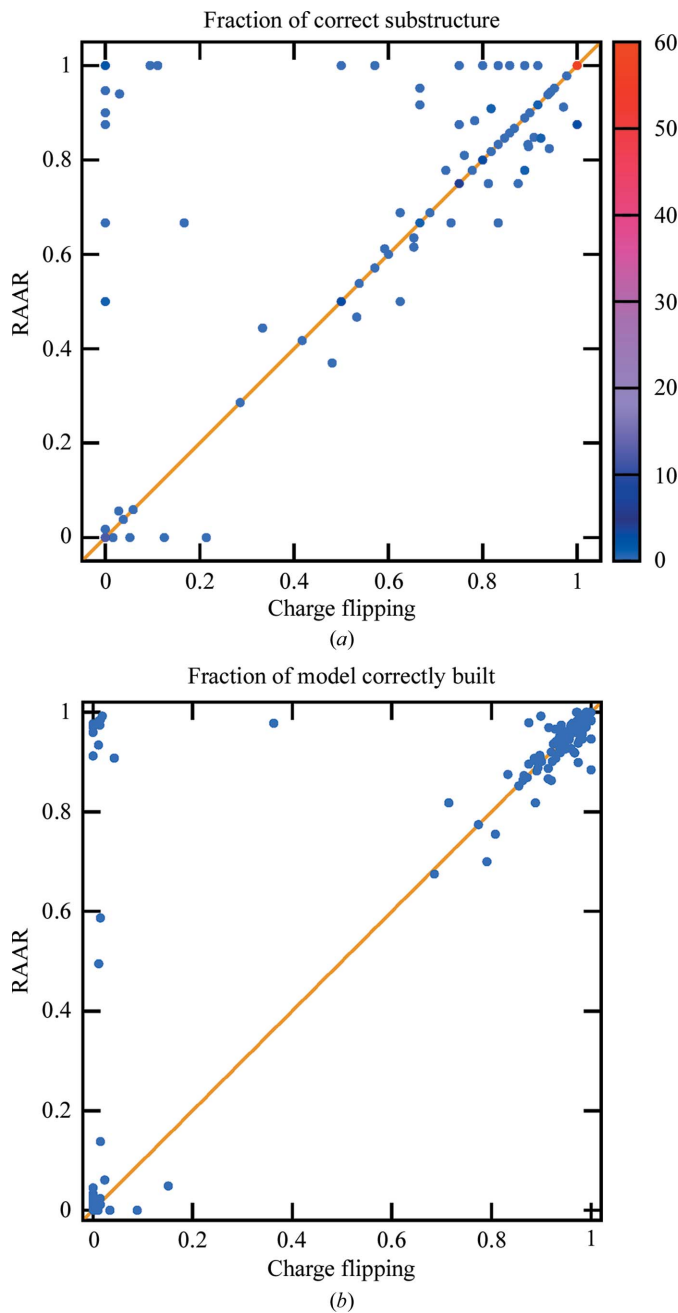 Fraction of correct substructure
1
0.8
0.6
0.4
0.2
0
RAAR
0 0.2 0.4 0.6 0.8 1
Charge flipping
60
50
40
30
20
10
0
(a)
Fraction of model correctly built
1
0.8
0.6
0.4
0.2
0
RAAR
0 0.2 0.4 0.6 0.8 1
Charge flipping
(b)